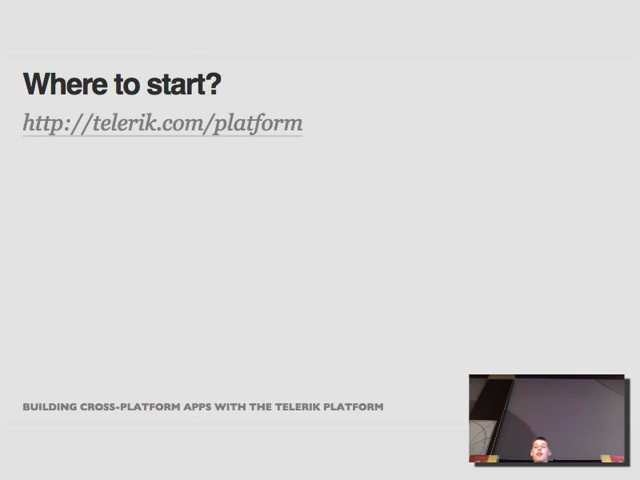 Where to start?
http://telerik.com/platform
BUILDING CROSS-PLATFORM APPS WITH THE TELERIK PLATFORM